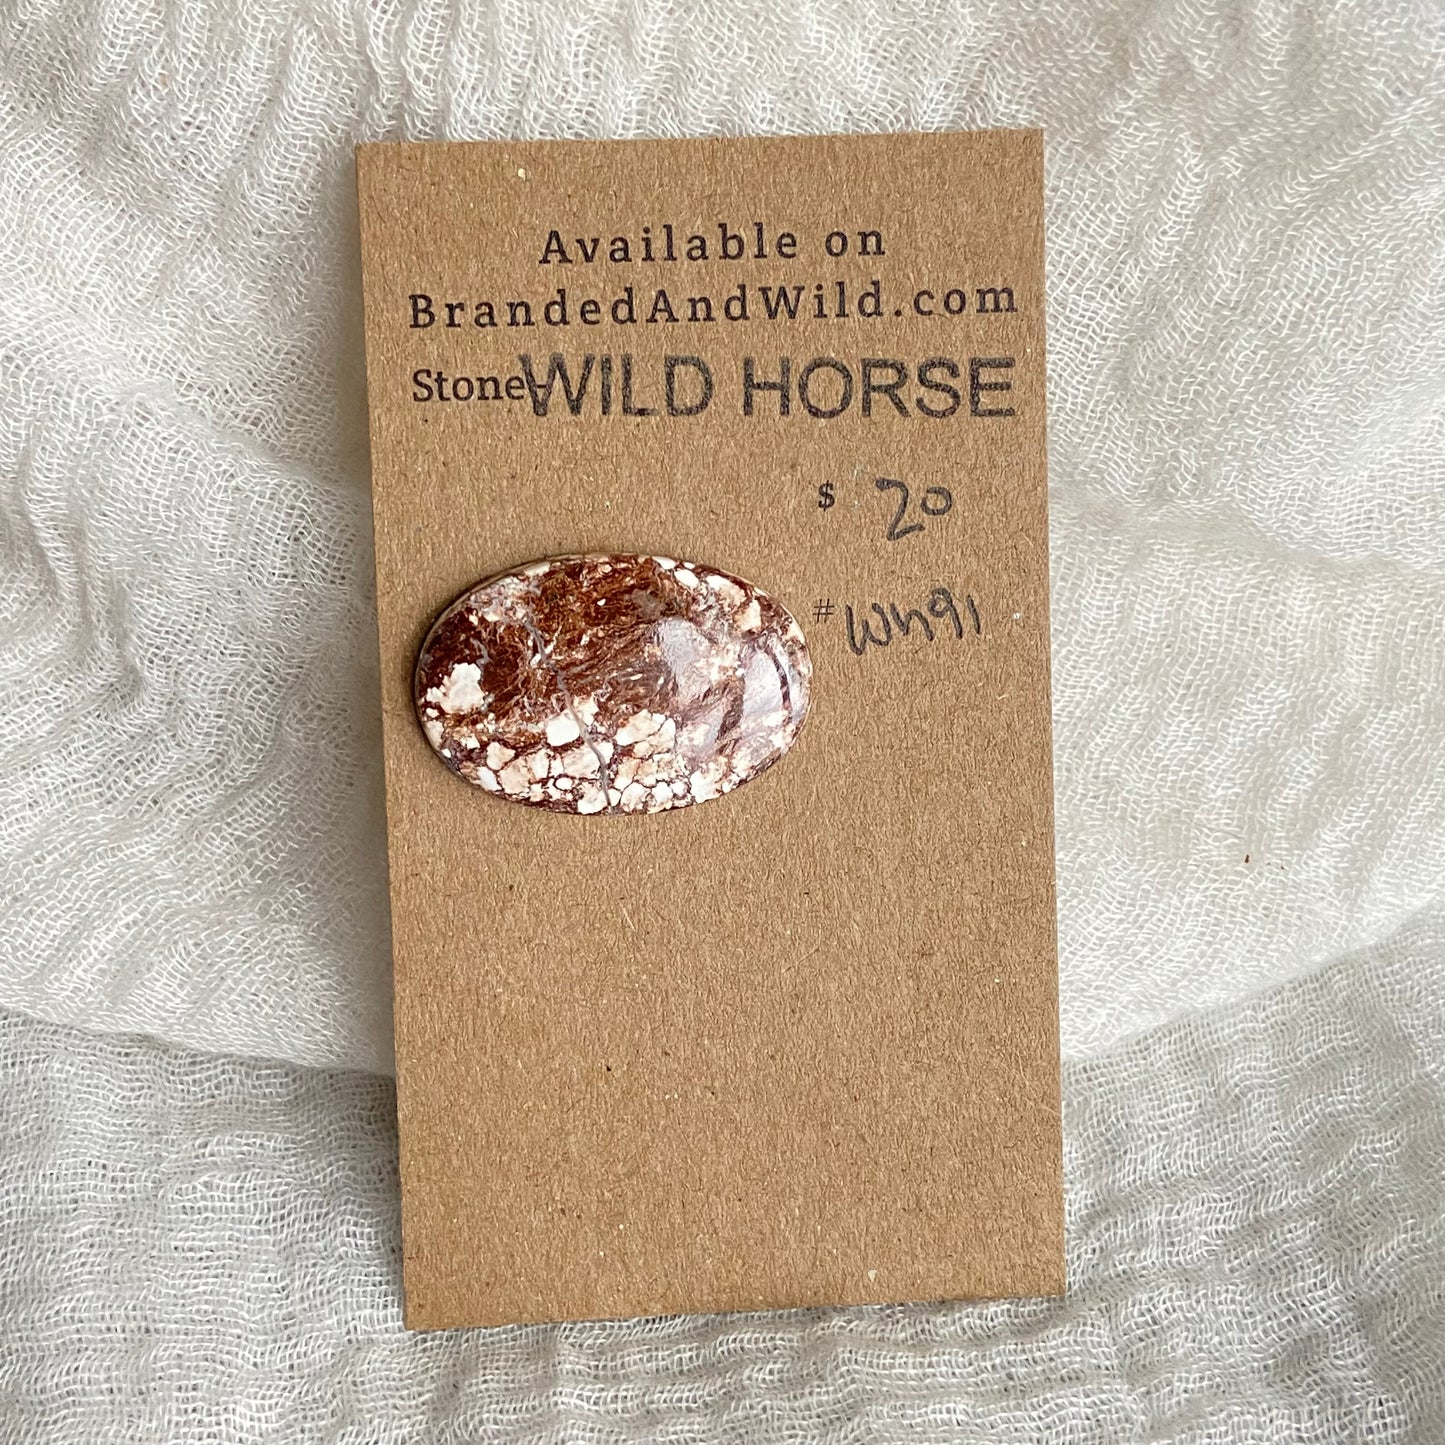 Available on
BrandedAndWild.com
Stone: WILD HORSE
$ 20
# Wh91